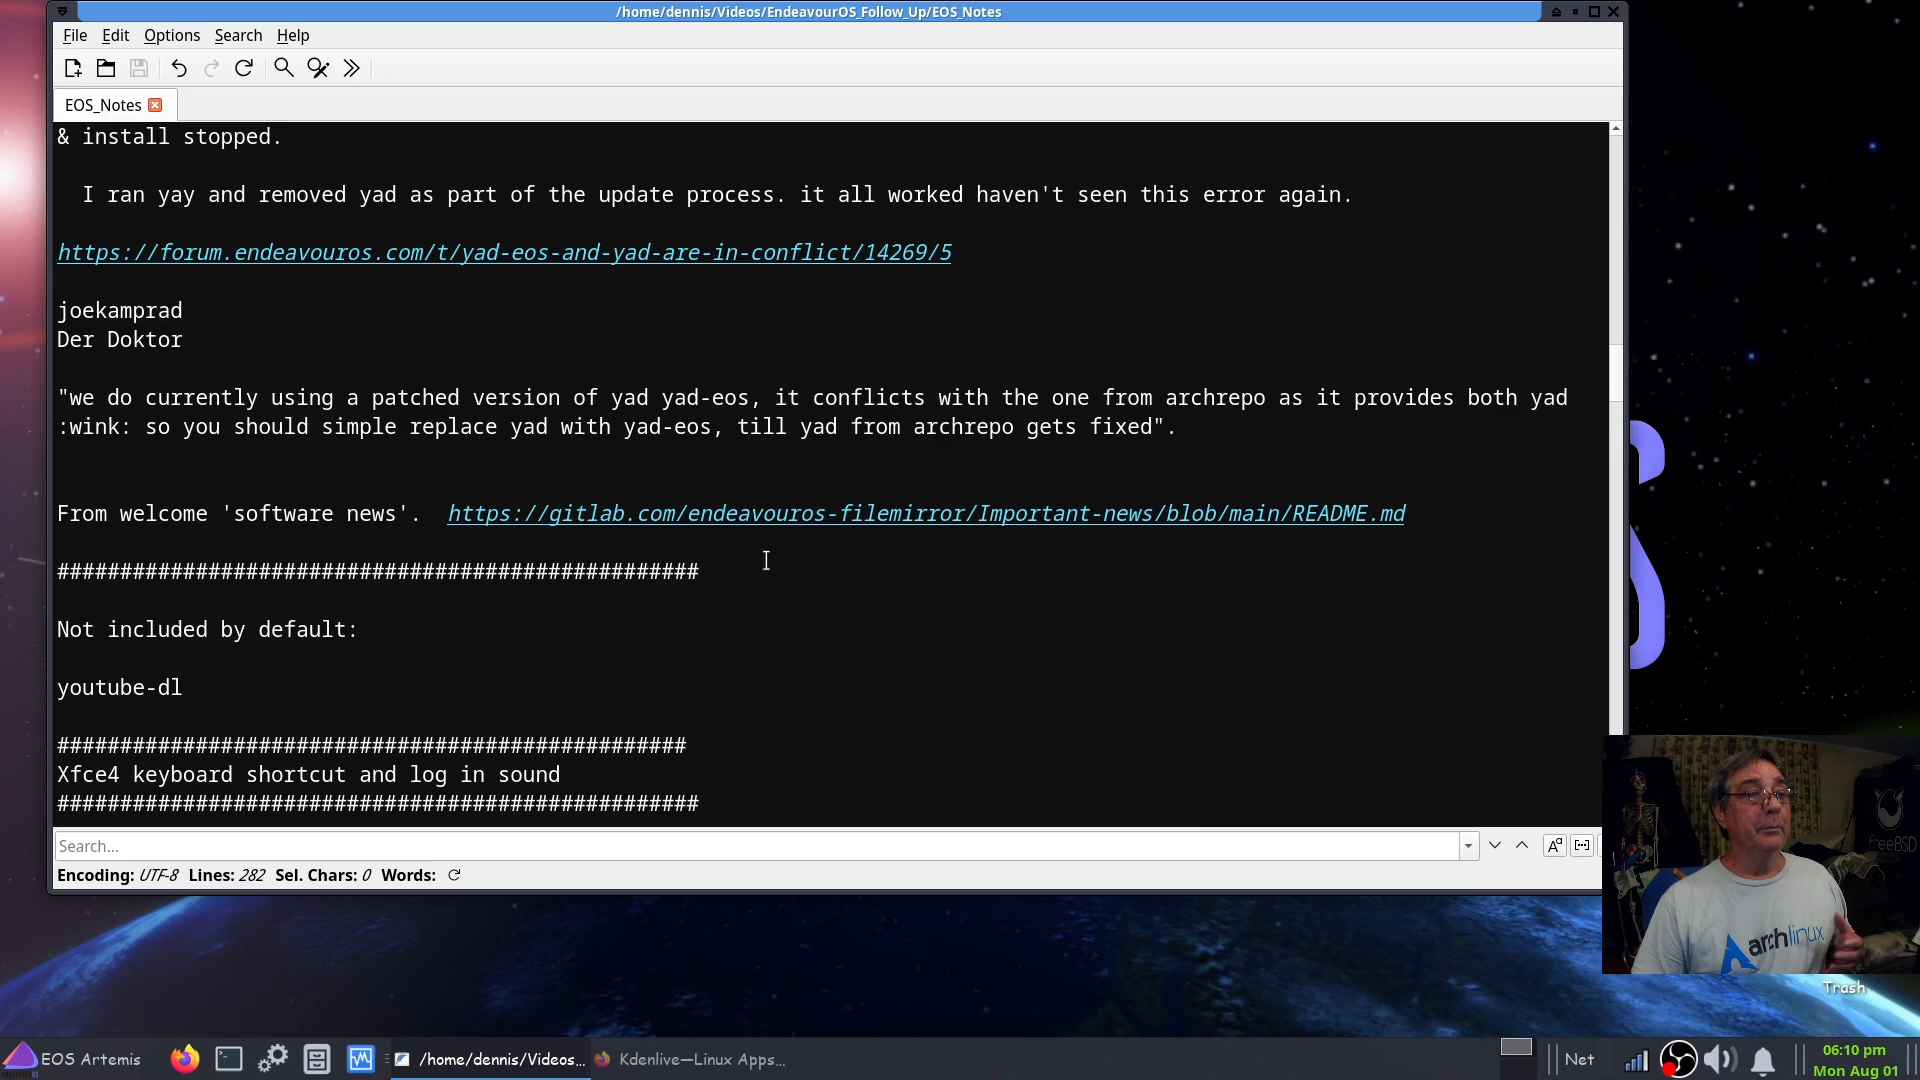 /home/dennis/Videos/EndeavourOS_Follow_Up/EOS_Notes
File Edit Options Search Help
EOS_Notes
& install stopped.
I ran yay and removed yad as part of the update process. it all worked haven't seen this error again.
https://forum.endeavouros.com/t/yad-eos-and-yad-are-in-conflict/14269/5
joekamprad
Der Doktor
"we do currently using a patched version of yad yad-eos, it conflicts with the one from archrepo as it provides both yad
:wink: so you should simple replace yad with yad-eos, till yad from archrepo gets fixed".
From welcome 'software news'.  https://gitlab.com/endeavouros-filemirror/Important-news/blob/main/README.md
###################################################
Not included by default:
youtube-dl
##################################################
Xfce4 keyboard shortcut and log in sound
###################################################
Search...
Encoding: UTF-8 Lines: 282 Sel. Chars: 0 Words:
FreeBSD
archlinux
Trash
EOS Artemis
/home/dennis/Videos...
Kdenlive—Linux Apps...
Net
06:10 pm
Mon Aug 01